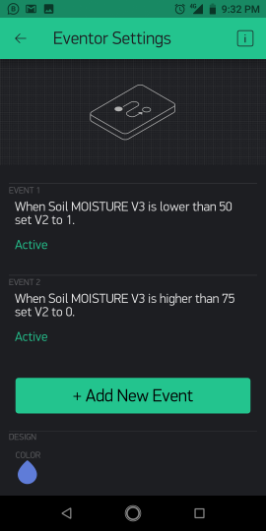 9:32 PM
Eventor Settings
EVENT 1
When Soil MOISTURE V3 is lower than 50
set V2 to 1.
Active
EVENT 2
When Soil MOISTURE V3 is higher than 75
set V2 to 0.
Active
+ Add New Event
DESIGN
COLOR